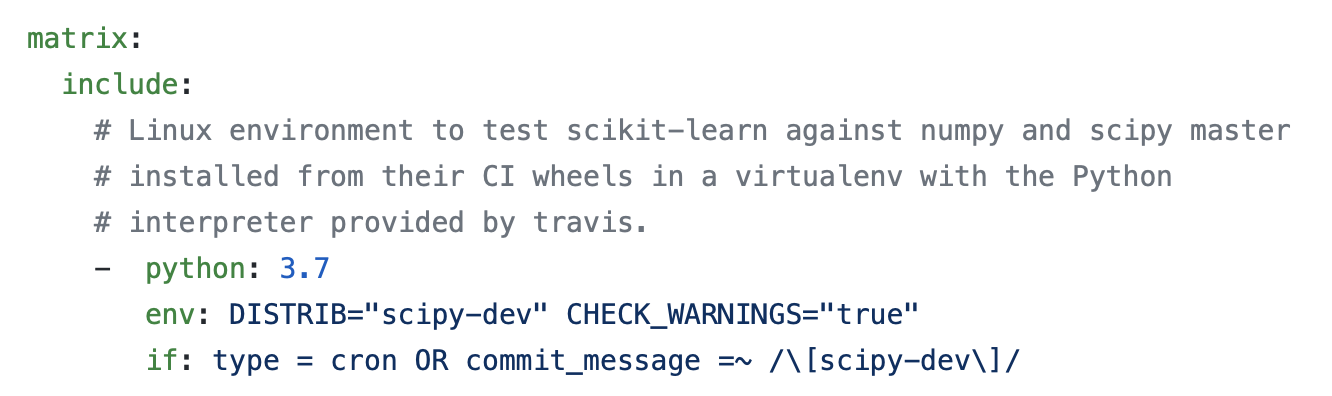 matrix:
  include:
    # Linux environment to test scikit-learn against numpy and scipy master
    # installed from their CI wheels in a virtualenv with the Python
    # interpreter provided by travis.
    -  python: 3.7
       env: DISTRIB="scipy-dev" CHECK_WARNINGS="true"
       if: type = cron OR commit_message =~ /\[scipy-dev\]/